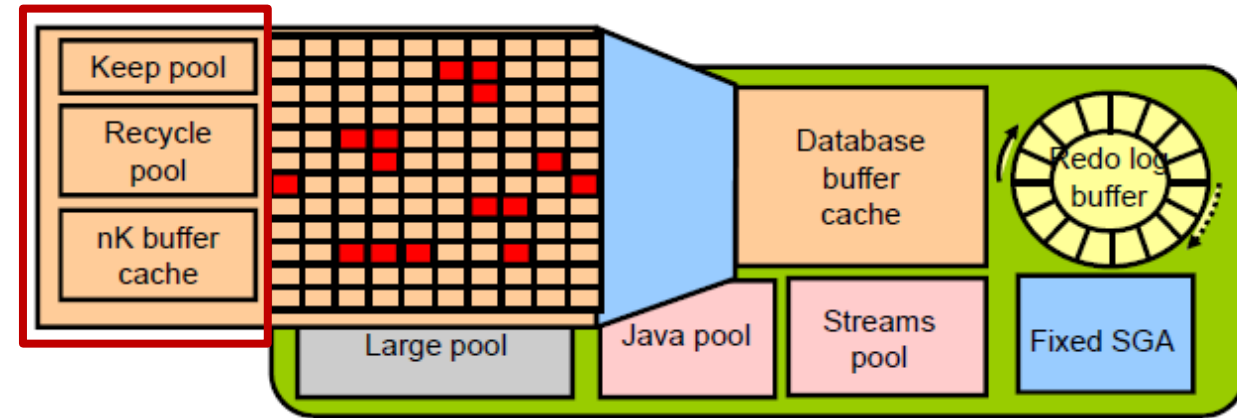 Keep pool
Recycle
pool
nK buffer
cache
Database
buffer
cache
Redo log
buffer
Large pool
Java pool
Streams
pool
Fixed SGA